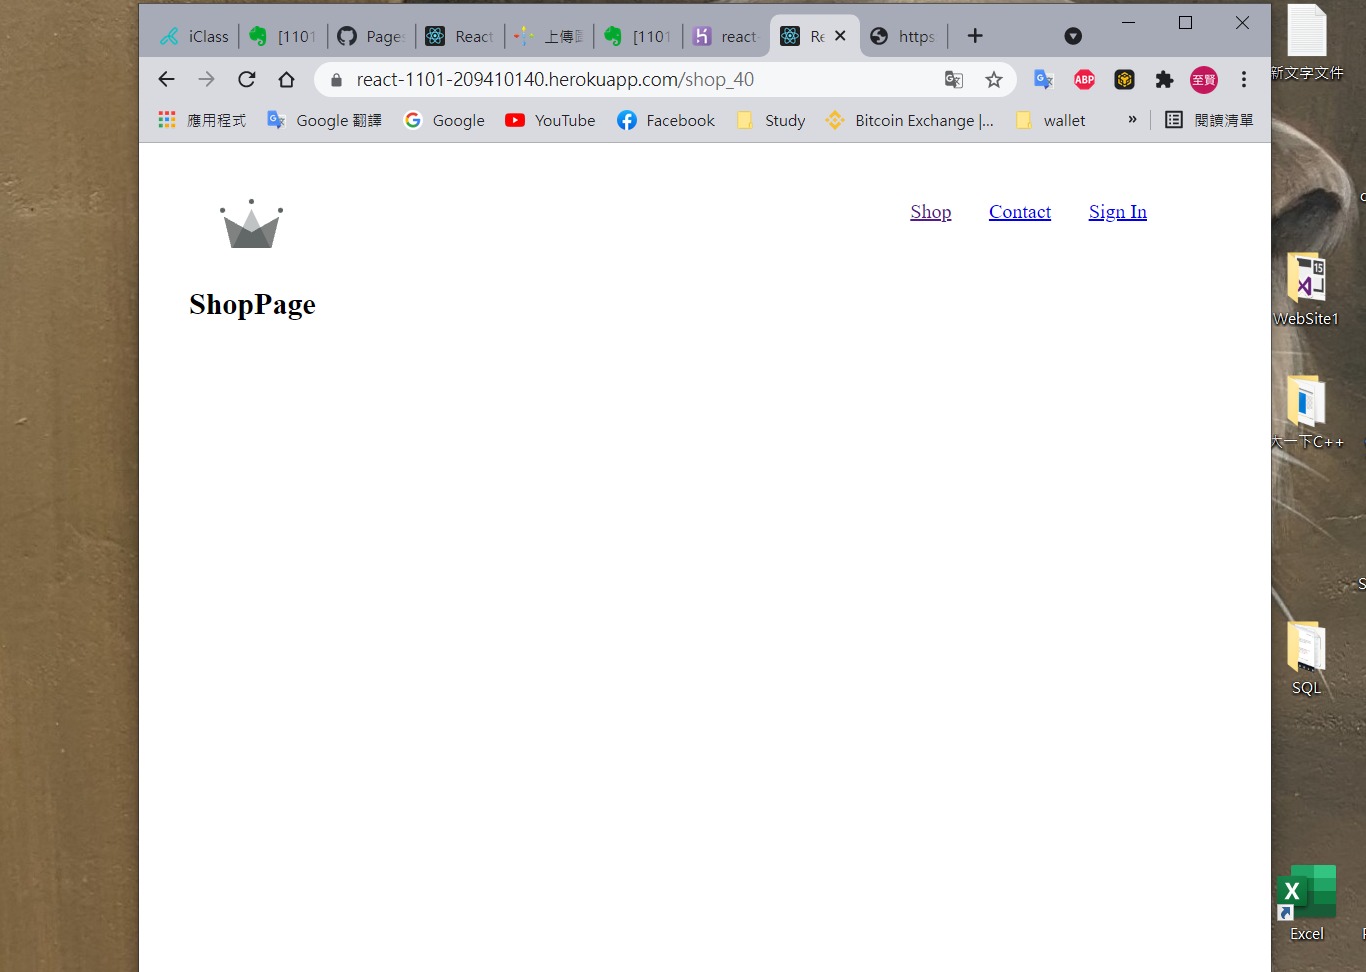 iClass
[1101
Page
React
上傳圖
[1101
react-
Re
https
react-1101-209410140.herokuapp.com/shop_40
ABP
至賢
應用程式
Google 翻譯
Google
YouTube
Facebook
Study
Bitcoin Exchange |...
wallet
»
閱讀清單
Shop
Contact
Sign In
ShopPage
新文字文件
WebSite1
大一下C++
SQL
Excel